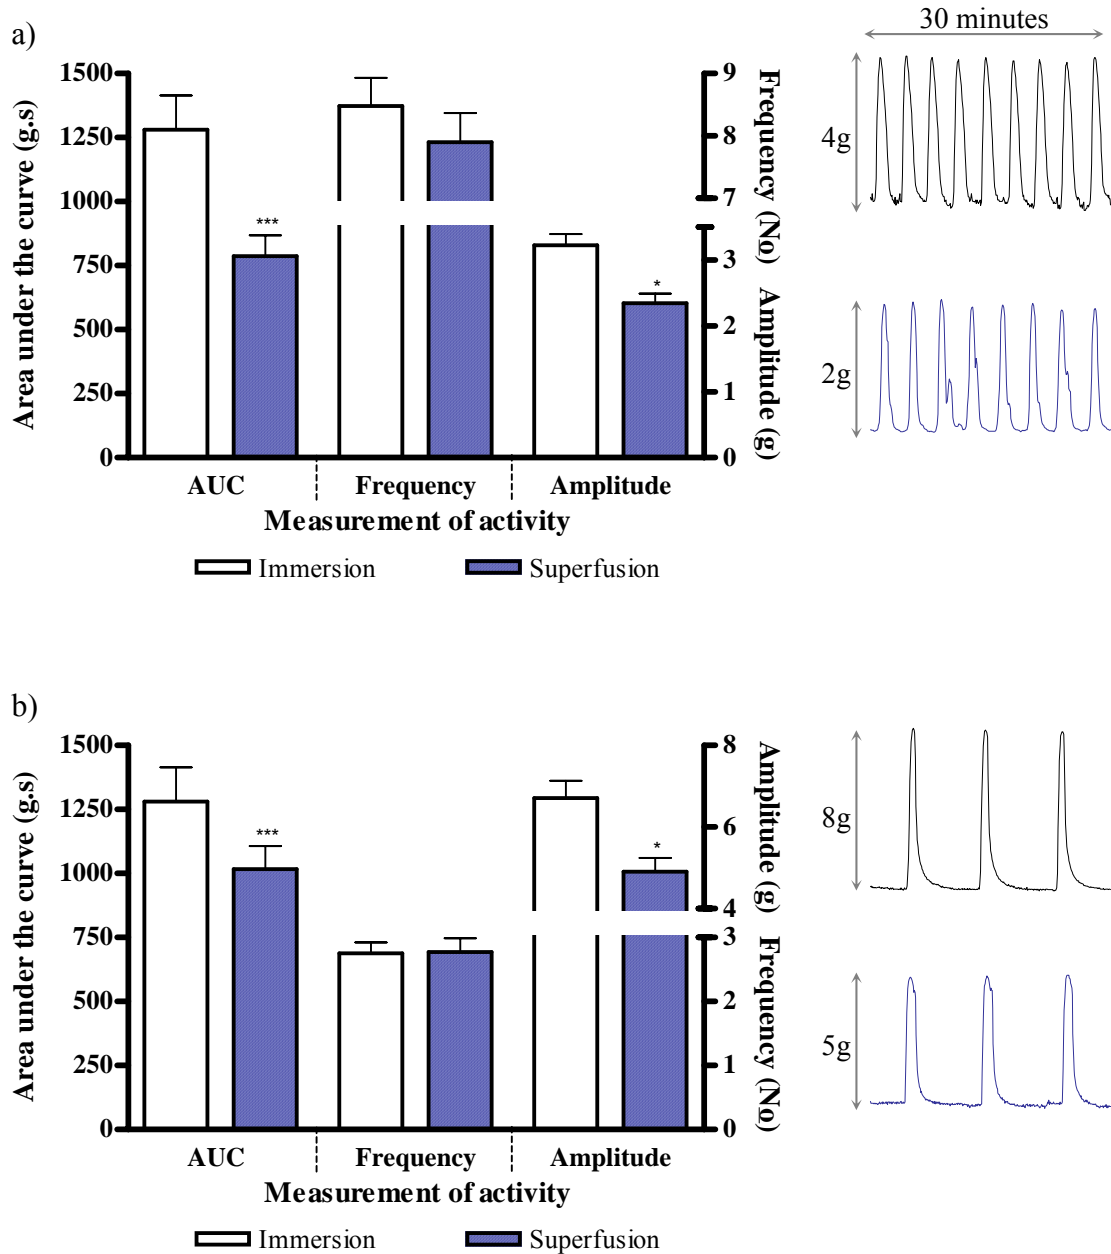 a)
30 minutes
1500
1250
1000
750
500
250
0
Area under the curve (g.s)
***
*
9
8
7
3
2
1
0
Frequency (No)
Amplitude (g)
4g
2g
AUC
Frequency
Amplitude
Measurement of activity
Immersion
Superfusion
b)
1500
1250
1000
750
500
250
0
Area under the curve (g.s)
***
*
8
6
4
3
2
1
0
Amplitude (g)
Frequency (No)
8g
5g
AUC
Frequency
Amplitude
Measurement of activity
Immersion
Superfusion